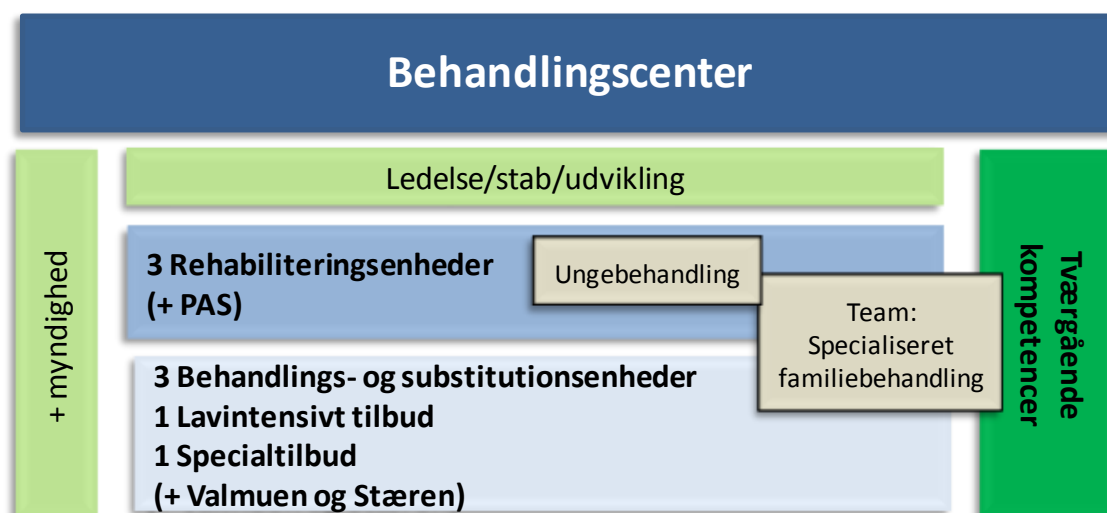 Behandlingscenter
Ledelse/stab/udvikling
+ myndighed
3 Rehabiliteringsenheder
(+ PAS)
Ungebehandling
Team:
Specialiseret
familiebehandling
3 Behandlings- og substitutionsenheder
1 Lavintensivt tilbud
1 Specialtilbud
(+ Valmuen og Stæren)
Tværgående
kompetencer